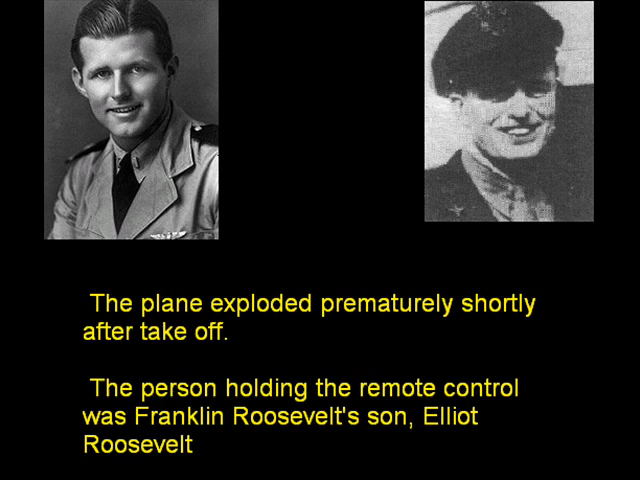 The plane exploded prematurely shortly
after take off.
The person holding the remote control
was Franklin Roosevelt's son, Elliot
Roosevelt